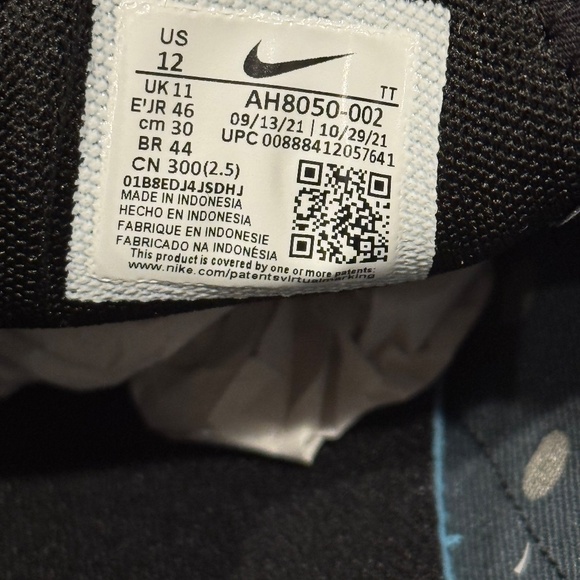 US
12
UK 11
EUR 46
cm 30
BR 44
CN 300(2.5)
TT
AH8050-002
09/13/21 | 10/29/21
UPC 00888412057641
01B8EDJ4JSDHJ
MADE IN INDONESIA
HECHO EN INDONESIA
FABRIQUE EN INDONESIE
FABRICADO NA INDONÉSIA
This product is covered by one or more patents:
www.nike.com/patentsvirtualmarking